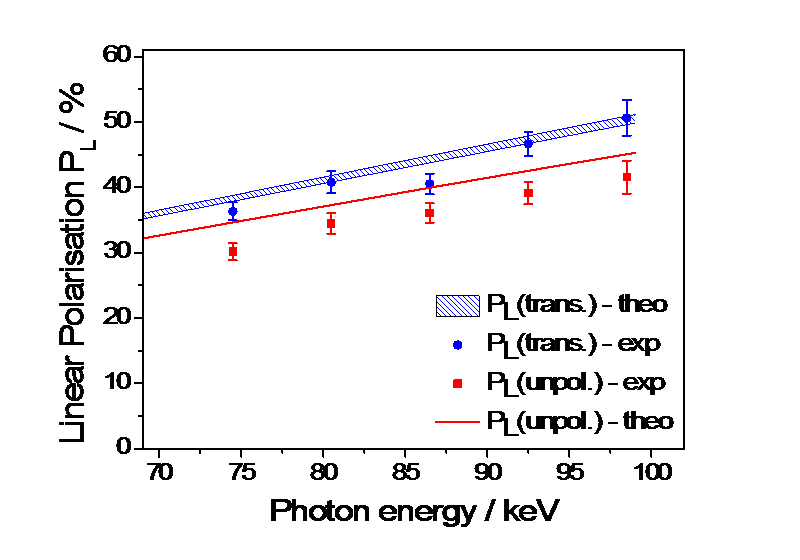 60
50
40
30
20
10
0
Linear Polarisation P_L / %
P_L(trans.) - theo
P_L(trans.) - exp
P_L(unpol.) - exp
P_L(unpol.) - theo
70 75 80 85 90 95 100
Photon energy / keV